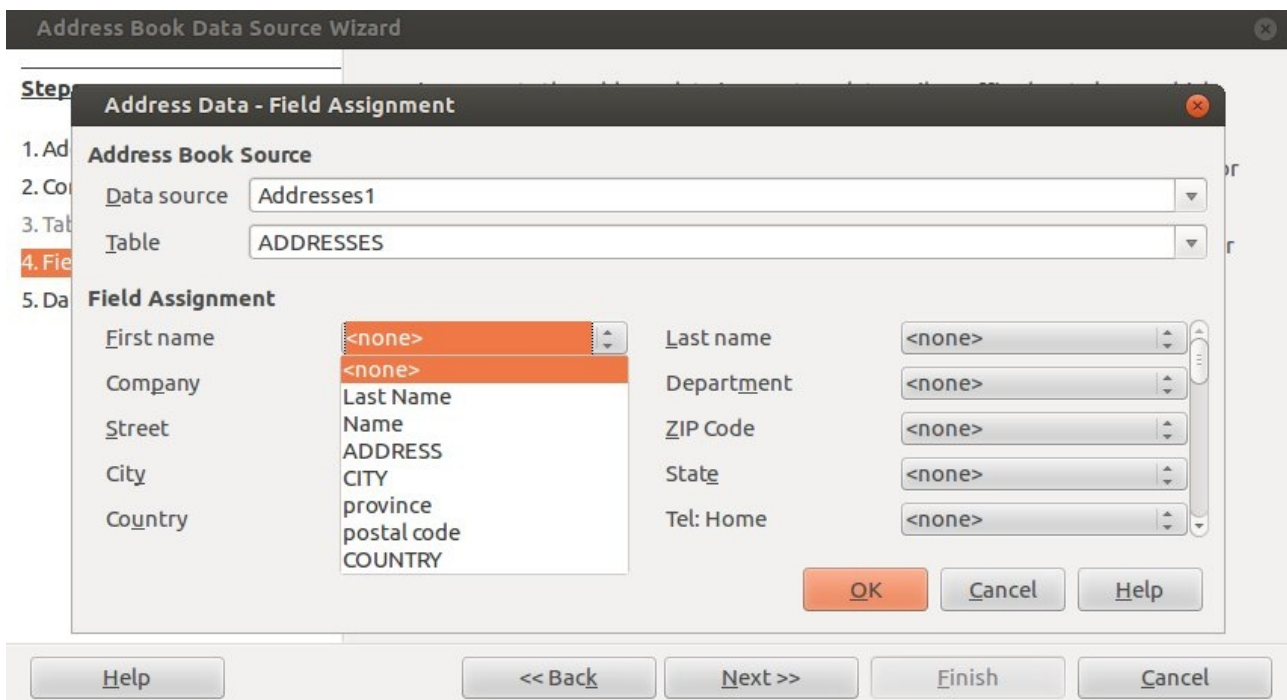 Address Book Data Source Wizard
Steps
Address Data - Field Assignment
1. Ad
Address Book Source
or
2. Co
Data source Addresses1
3. Tab
Table ADDRESSES
r
4. Fie
5. Da
Field Assignment
First name <none> Last name <none>
<none>
Company Department <none>
Last Name
Name
Street ZIP Code <none>
ADDRESS
City State <none>
CITY
province
Country Tel: Home <none>
postal code
COUNTRY
OK Cancel Help
Help << Back Next >> Finish Cancel